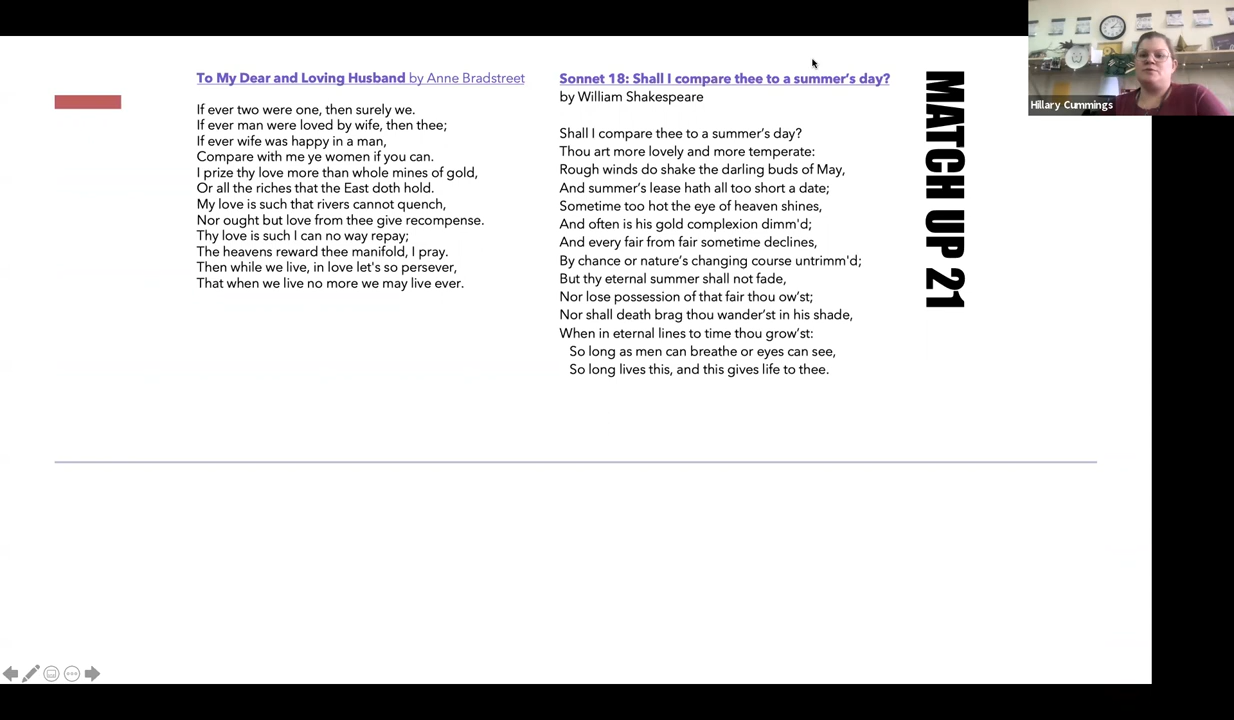 To My Dear and Loving Husband by Anne Bradstreet
If ever two were one, then surely we.
If ever man were loved by wife, then thee;
If ever wife was happy in a man,
Compare with me ye women if you can.
I prize thy love more than whole mines of gold,
Or all the riches that the East doth hold.
My love is such that rivers cannot quench,
Nor ought but love from thee give recompense.
Thy love is such I can no way repay;
The heavens reward thee manifold, I pray.
Then while we live, in love let's so persever,
That when we live no more we may live ever.
Sonnet 18: Shall I compare thee to a summer’s day?
by William Shakespeare
Shall I compare thee to a summer’s day?
Thou art more lovely and more temperate:
Rough winds do shake the darling buds of May,
And summer’s lease hath all too short a date;
Sometime too hot the eye of heaven shines,
And often is his gold complexion dimm'd;
And every fair from fair sometime declines,
By chance or nature’s changing course untrimm'd;
But thy eternal summer shall not fade,
Nor lose possession of that fair thou ow’st;
Nor shall death brag thou wander’st in his shade,
When in eternal lines to time thou grow’st:
So long as men can breathe or eyes can see,
So long lives this, and this gives life to thee.
MATCH UP 21
Hillary Cummings